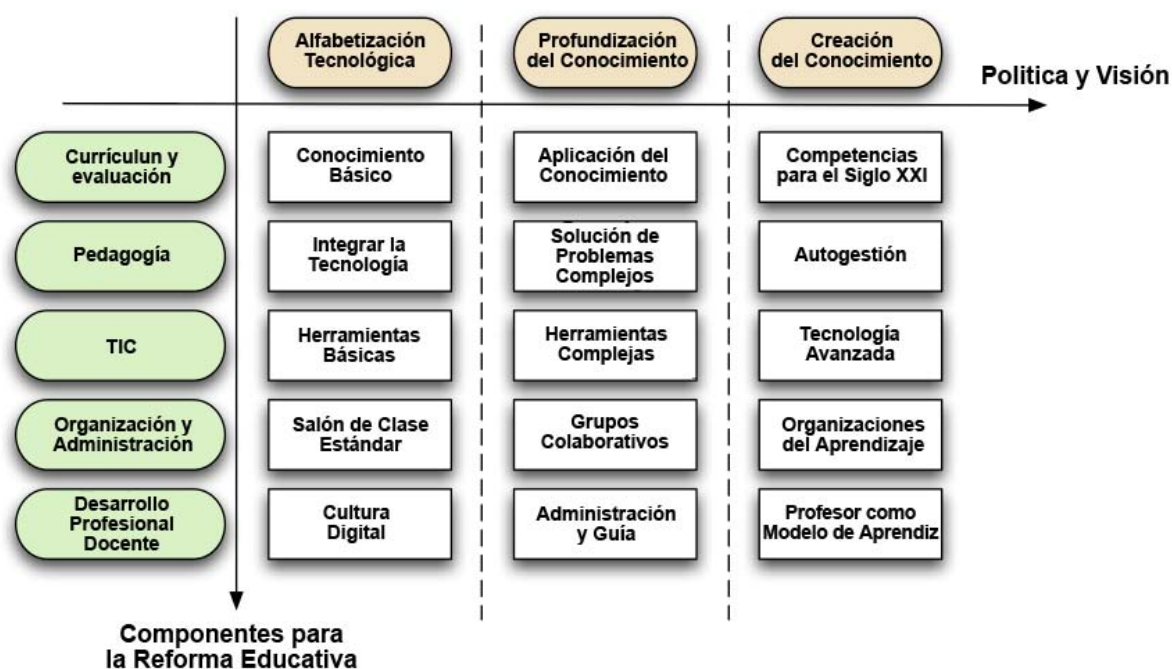 Alfabetización
Tecnológica
Profundización
del Conocimiento
Creación
del Conocimiento
Politica y Visión
Currículun y
evaluación
Conocimiento
Básico
Aplicación del
Conocimiento
Competencias
para el Siglo XXI
Pedagogía
Integrar la
Tecnología
Solución de
Problemas
Complejos
Autogestión
TIC
Herramientas
Básicas
Herramientas
Complejas
Tecnología
Avanzada
Organización y
Administración
Salón de Clase
Estándar
Grupos
Colaborativos
Organizaciones
del Aprendizaje
Desarrollo
Profesional
Docente
Cultura
Digital
Administración
y Guía
Profesor como
Modelo de Aprendiz
Componentes para
la Reforma Educativa